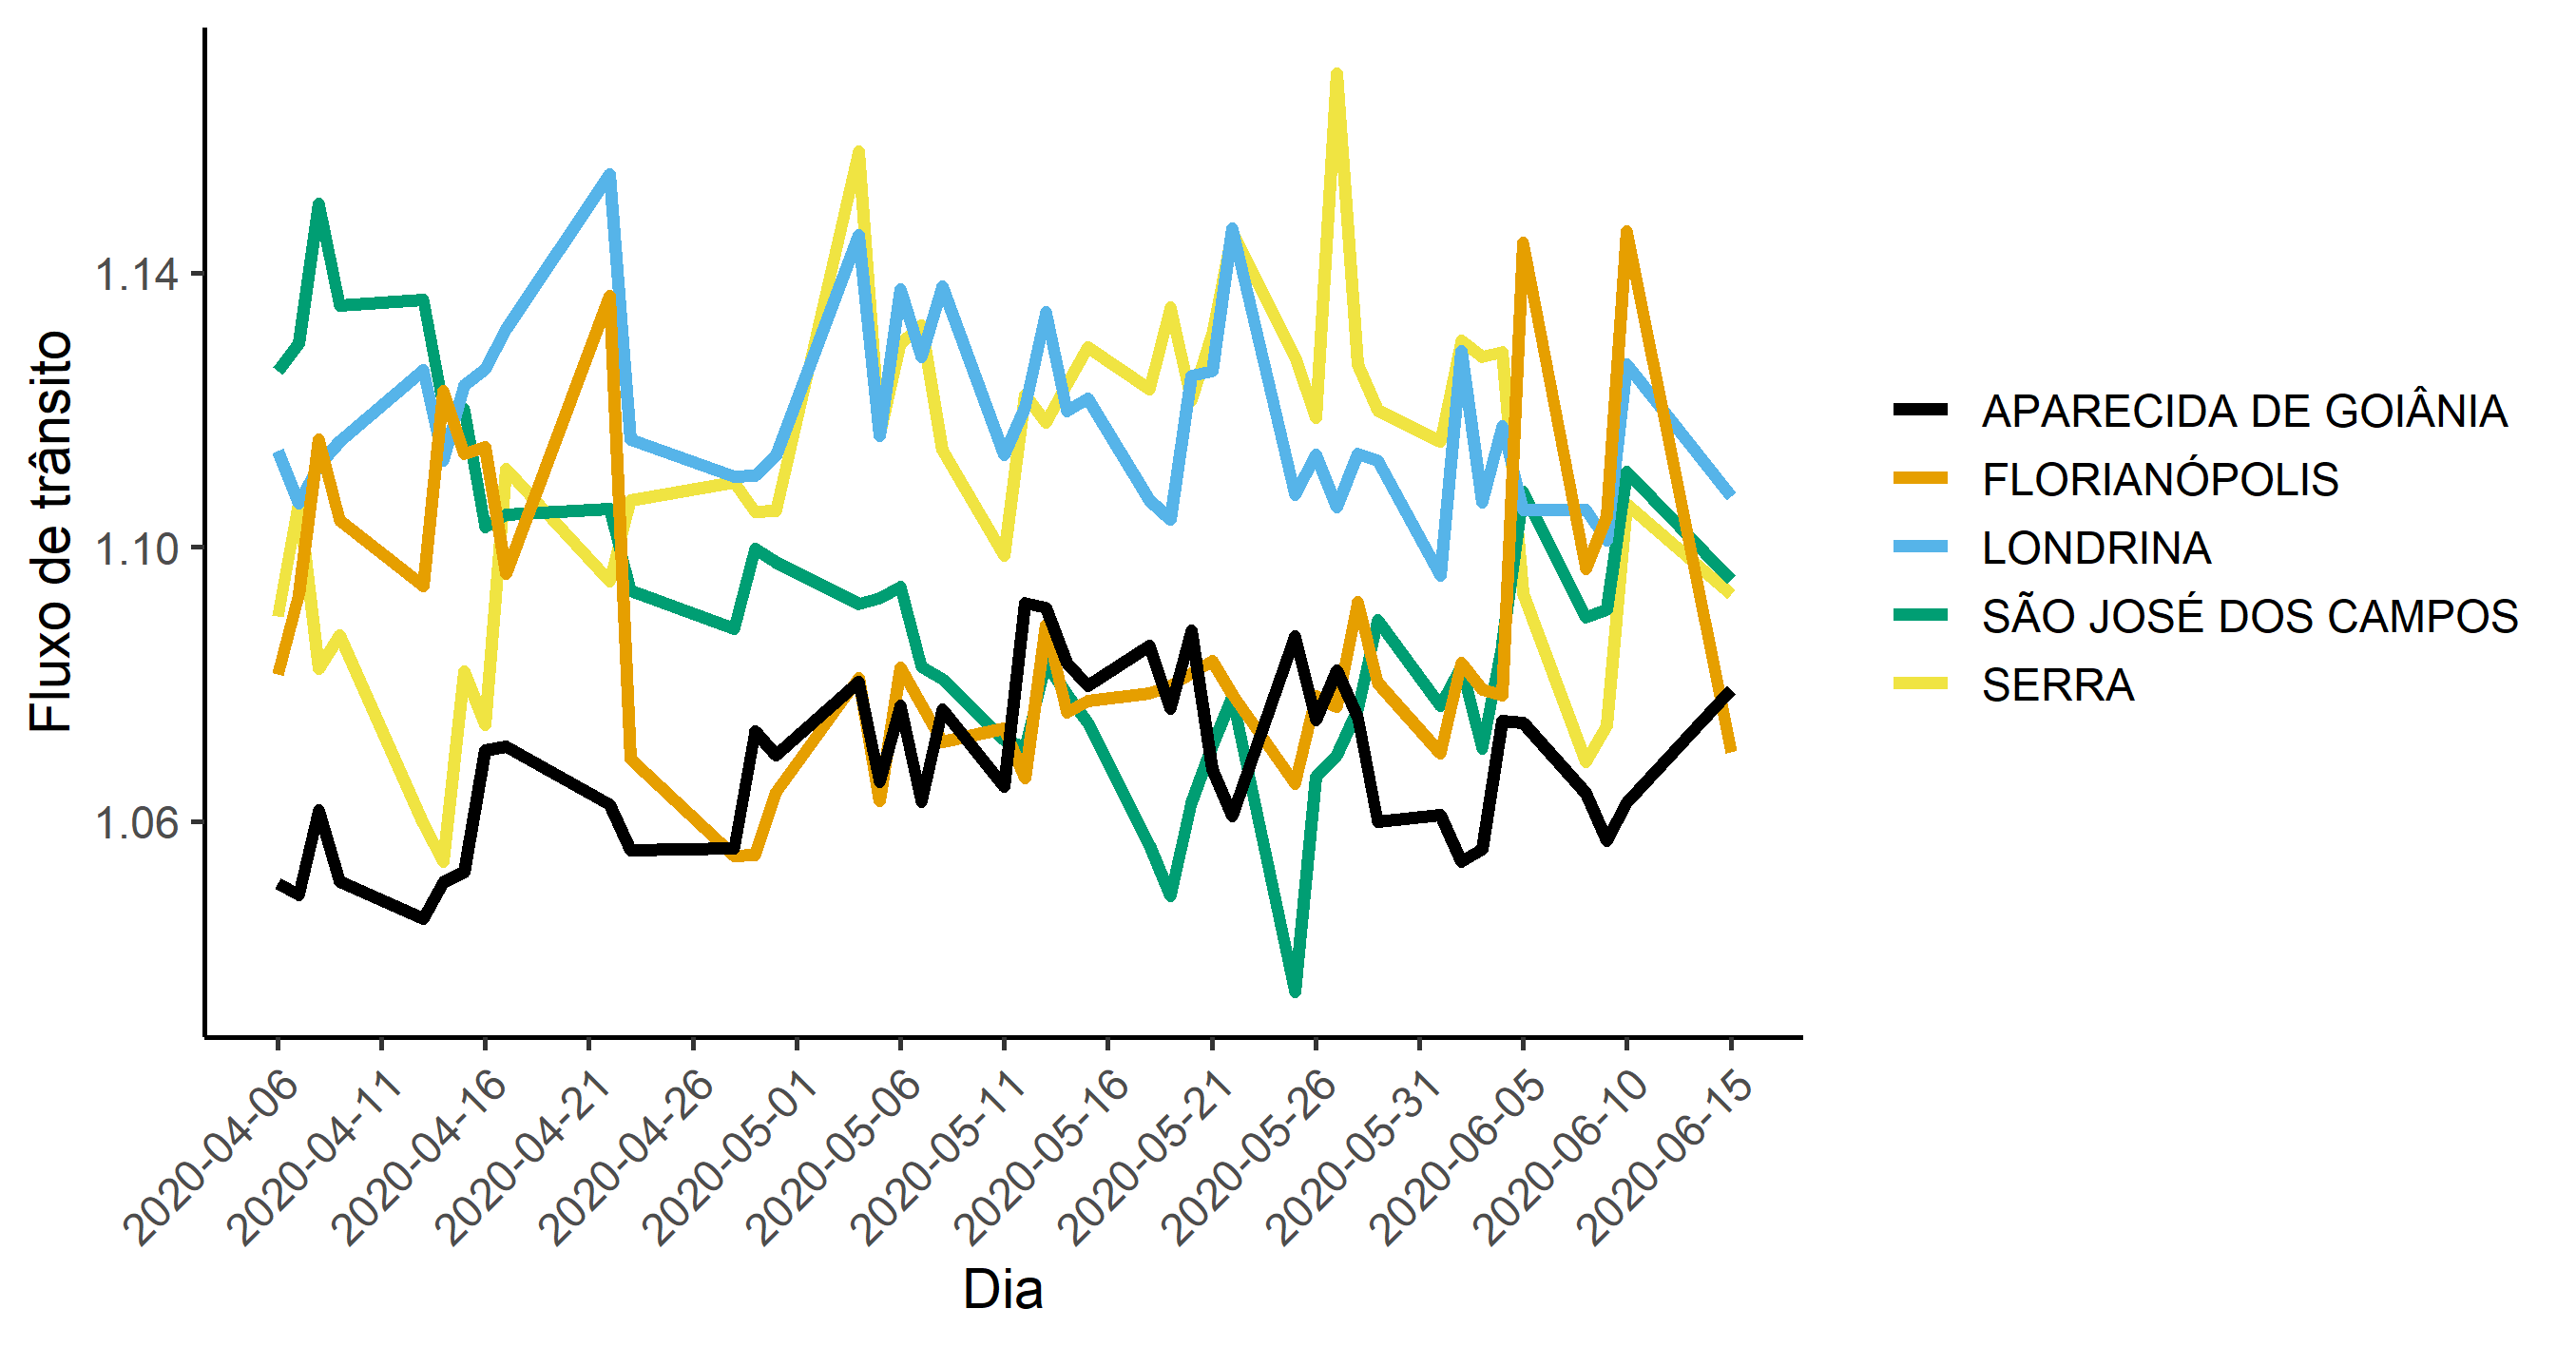 Fluxo de trânsito
1.14
1.10
1.06
2020-04-06
2020-04-11
2020-04-16
2020-04-21
2020-04-26
2020-05-01
2020-05-06
2020-05-11
2020-05-16
2020-05-21
2020-05-26
2020-05-31
2020-06-05
2020-06-10
2020-06-15
Dia
APARECIDA DE GOIÂNIA
FLORIANÓPOLIS
LONDRINA
SÃO JOSÉ DOS CAMPOS
SERRA